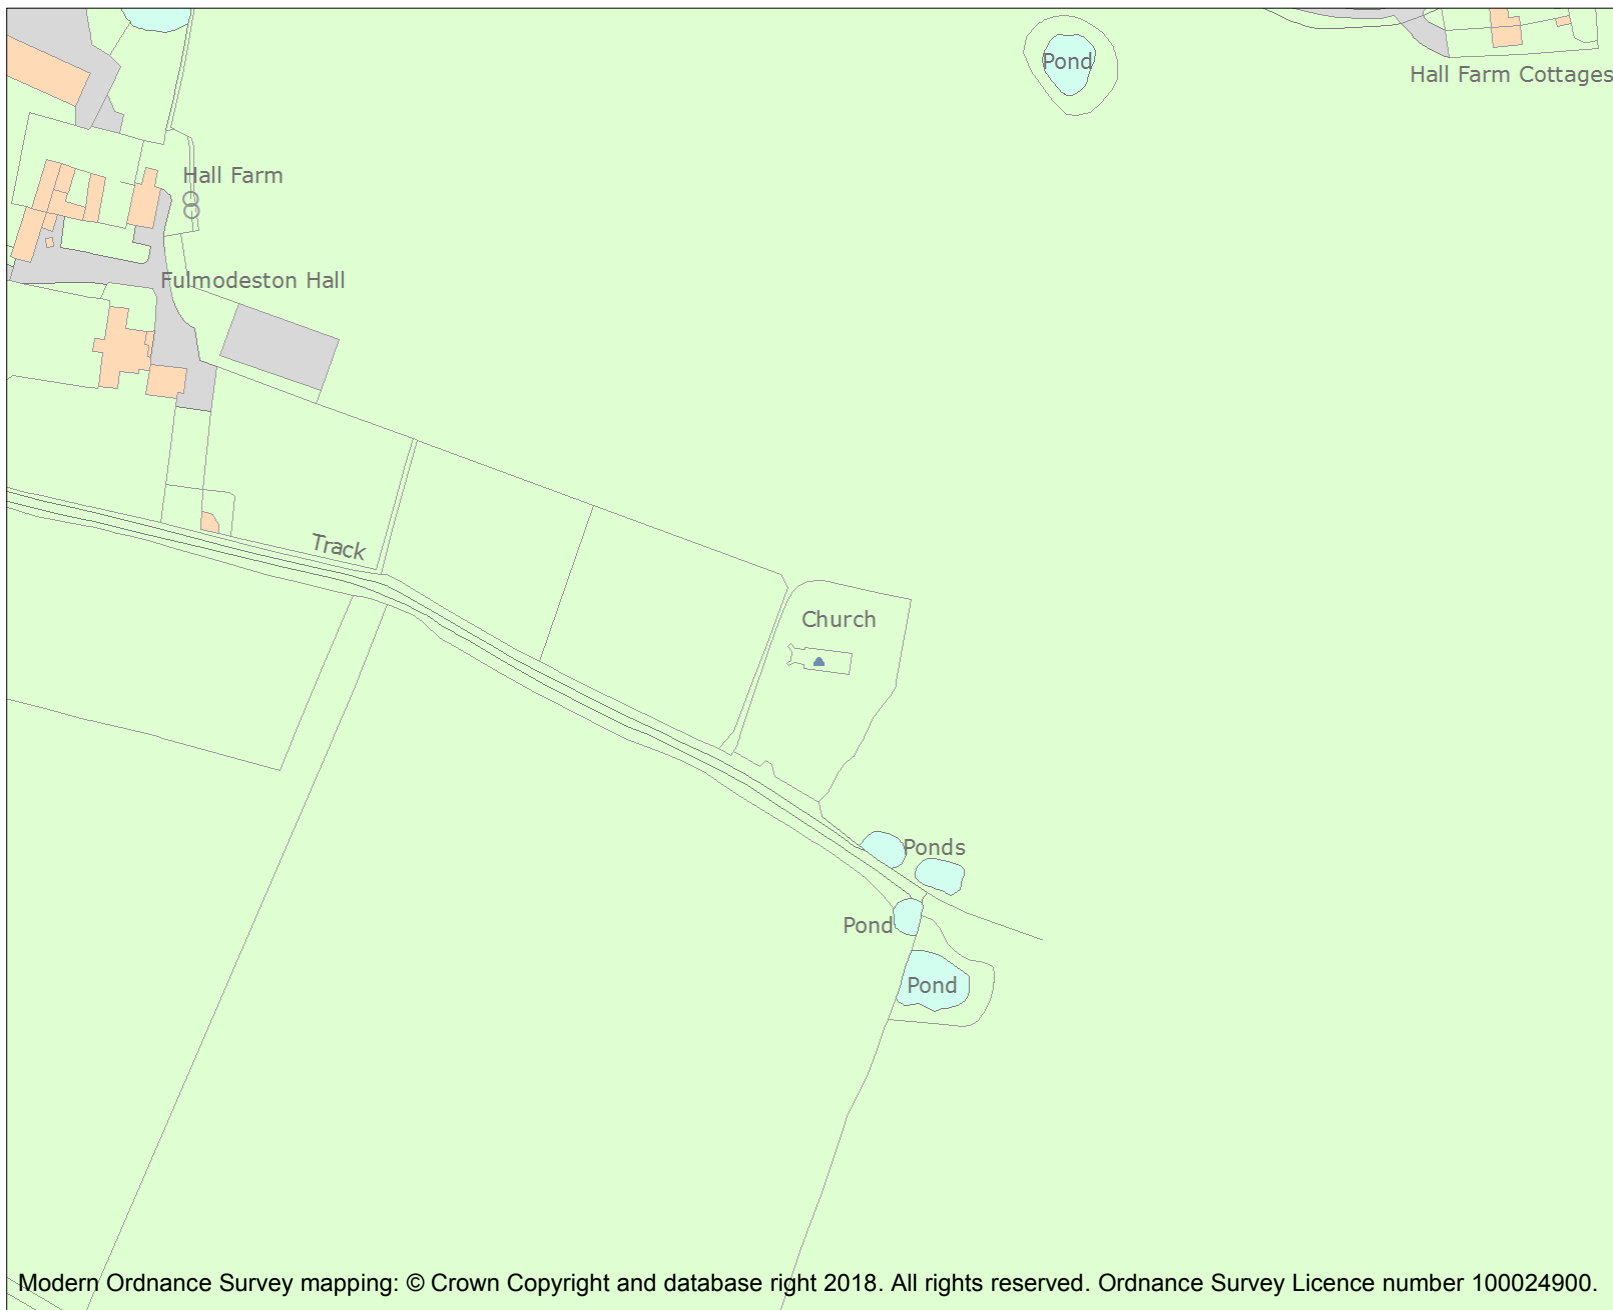 Pond
Hall Farm Cottages
Hall Farm
Fulmodeston Hall
Track
Church
Ponds
Pond
Pond
Modern Ordnance Survey mapping: © Crown Copyright and database right 2018. All rights reserved. Ordnance Survey Licence number 100024900.